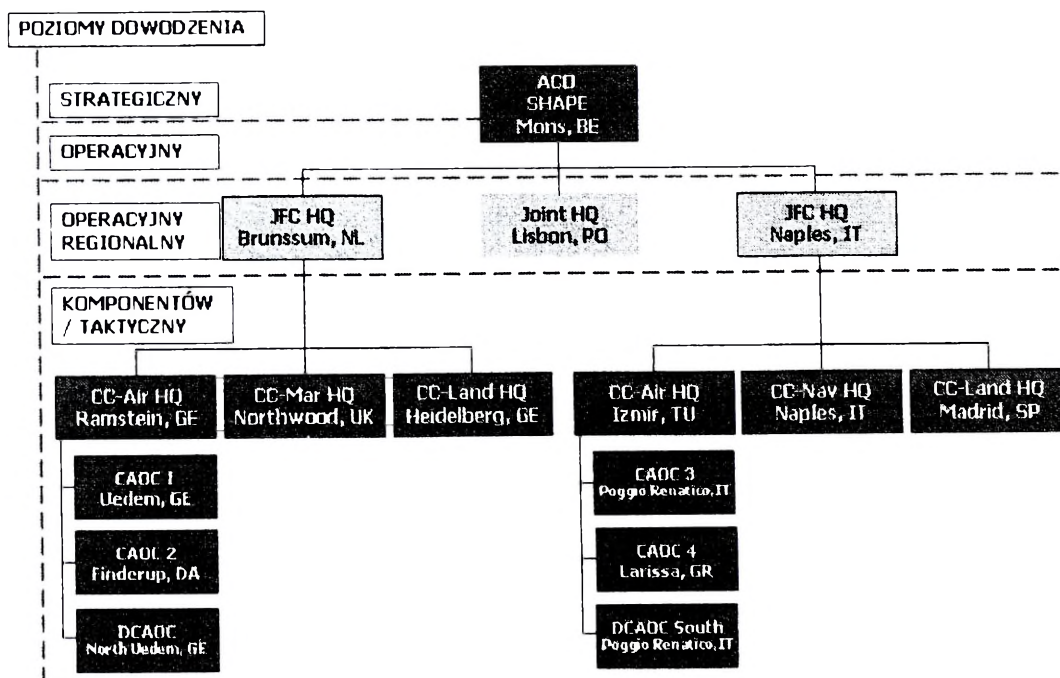 POZIOMY DOWODZENIA
STRATEGICZNY
ACO
SHAPE
Mons, BE
OPERACYJNY
OPERACYJNY
REGIONALNY
JFC HQ
Brunssum, NL
Joint HQ
Lisbon, PO
JFC HQ
Naples, IT
KOMPONENTÓW
/ TAKTYCZNY
CC-Air HQ
Ramstein, GE
CC-Mar HQ
Northwood, UK
CC-Land HQ
Heidelberg, GE
CC-Air HQ
Izmir, TU
CC-Nav HQ
Naples, IT
CC-Land HQ
Madrid, SP
CAOC 1
Uedem, GE
CAOC 2
Finderup, DA
DCAOC
North Uedem, GE
CAOC 3
Poggio Renatico, IT
CAOC 4
Larissa, GR
DCAOC South
Poggio Renatico, IT